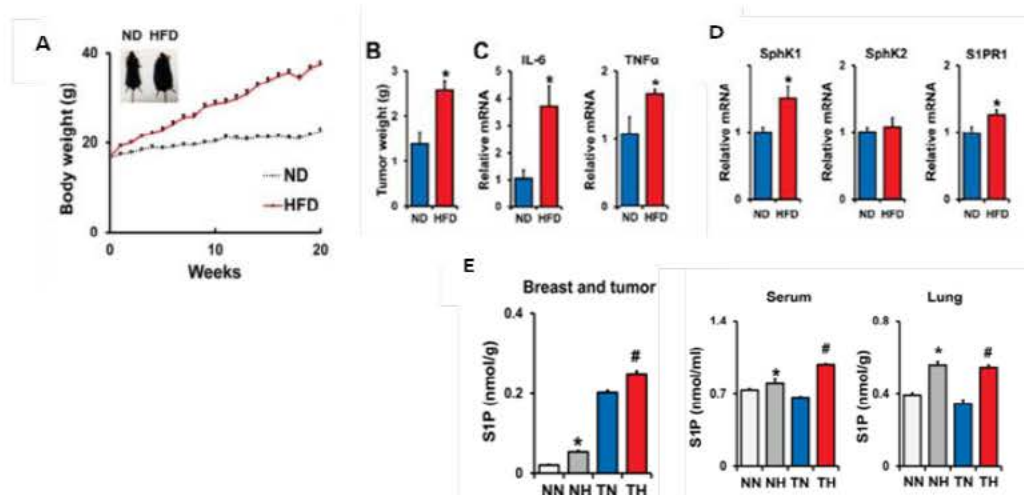 A
ND HFD
Body weight (g)
40
20
0
ND
HFD
0 10 20
Weeks
B
Tumor weight (g)
3
2
1
0
*
ND HFD
C
IL-6
Relative mRNA
5
4
3
2
1
0
*
ND HFD
TNFα
Relative mRNA
2
1
0
*
ND HFD
D
SphK1
Relative mRNA
2
1
0
*
ND HFD
SphK2
Relative mRNA
2
1
0
ND HFD
S1PR1
Relative mRNA
2
1
0
*
ND HFD
E
Breast and tumor
S1P (nmol/g)
0.4
0.2
0
*
#
NN NH TN TH
Serum
S1P (nmol/ml)
1.4
0.7
0
*
#
NN NH TN TH
Lung
S1P (nmol/g)
0.8
0.4
0
*
#
NN NH TN TH